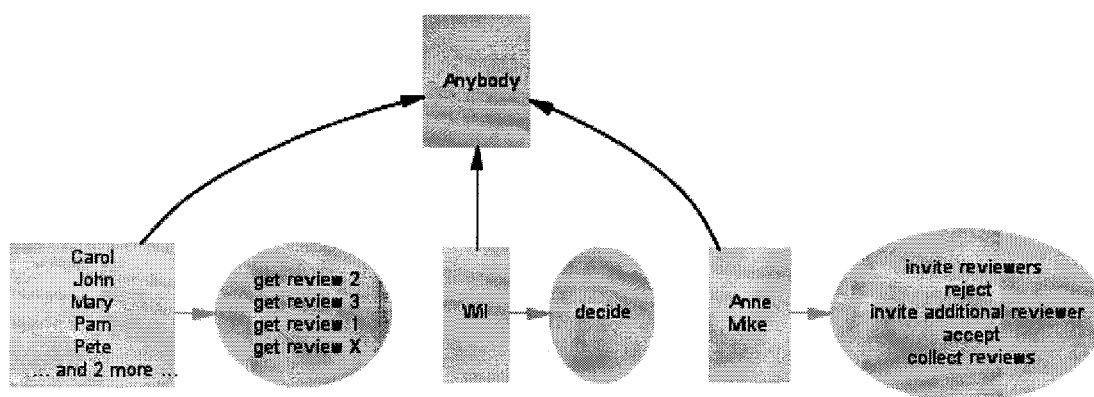 Anybody
Carol
John
Mary
Pam
Pete
... and 2 more ...
get review 2
get review 3
get review 1
get review X
Wil
decide
Anne
Mike
invite reviewers
reject
invite additional reviewer
accept
collect reviews